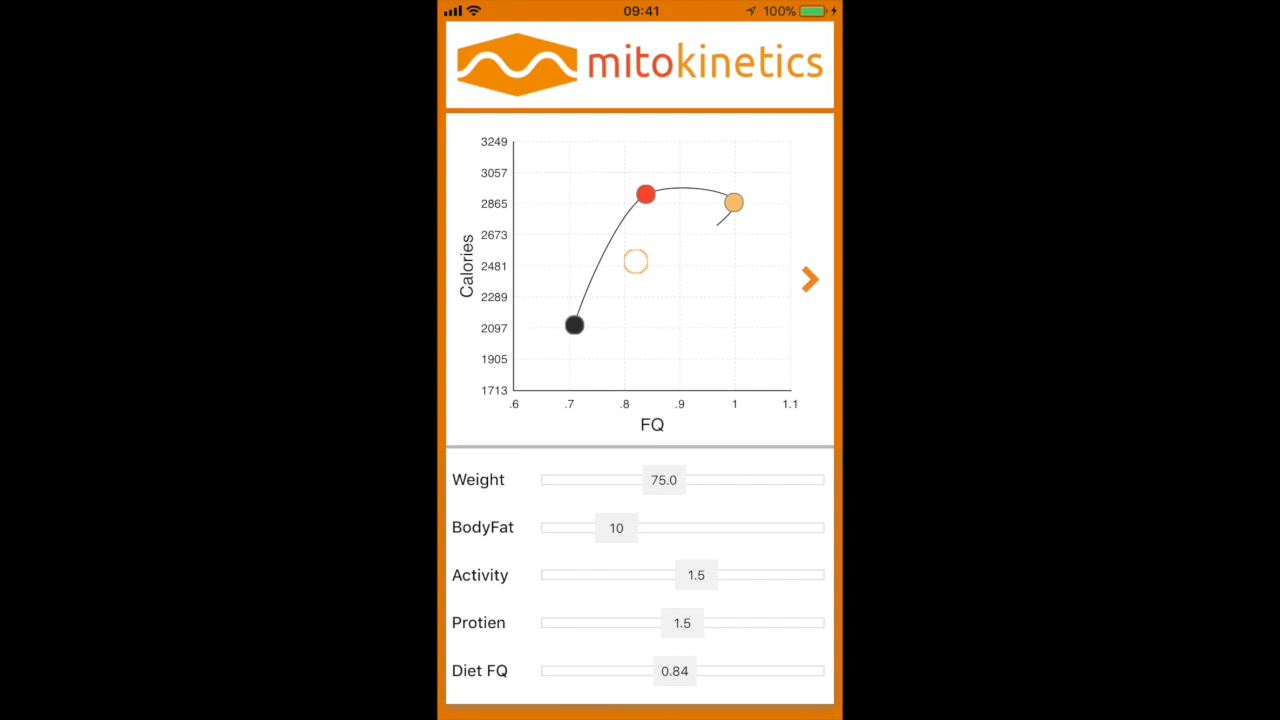 09:41
100%
mitokinetics
3249
3057
2865
2673
2481
2289
2097
1905
1713
Calories
.6 .7 .8 .9 1 1.1
FQ
Weight 75.0
BodyFat 10
Activity 1.5
Protien 1.5
Diet FQ 0.84